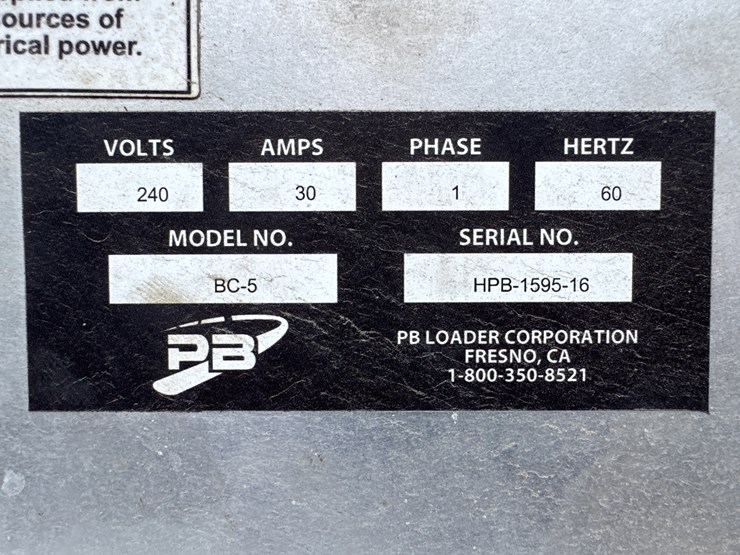 ources of
rical power.
VOLTS AMPS PHASE HERTZ
240 30 1 60
MODEL NO. SERIAL NO.
BC-5 HPB-1595-16
PB
PB LOADER CORPORATION
FRESNO, CA
1-800-350-8521